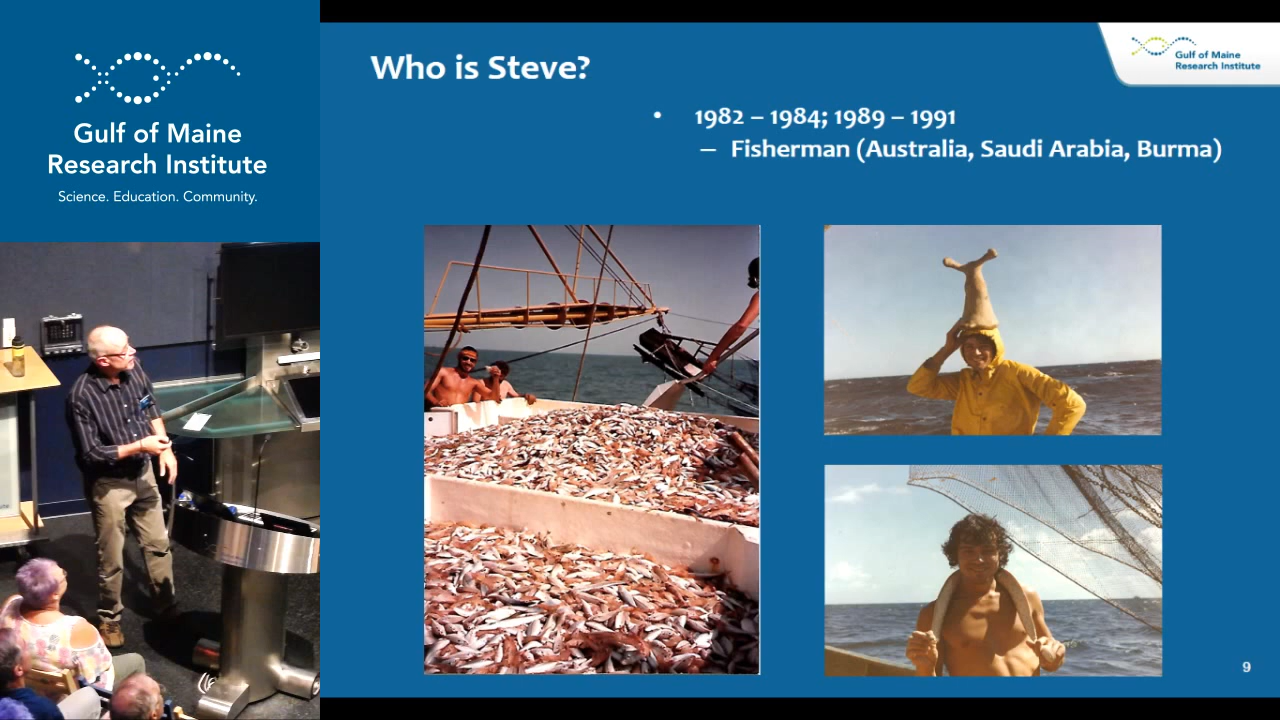 Gulf of Maine
Research Institute
Science. Education. Community.
Who is Steve?
Gulf of Maine
Research Institute
• 1982 – 1984; 1989 – 1991
– Fisherman (Australia, Saudi Arabia, Burma)
9